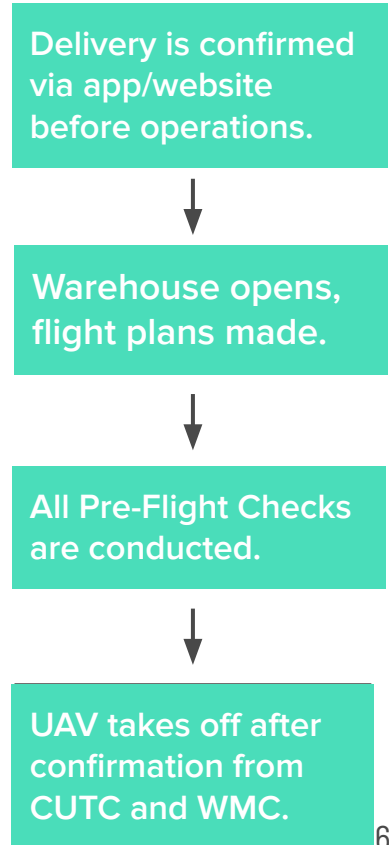 Delivery is confirmed
via app/website
before operations.
Warehouse opens,
flight plans made.
All Pre-Flight Checks
are conducted.
UAV takes off after
confirmation from
CUTC and WMC.
6